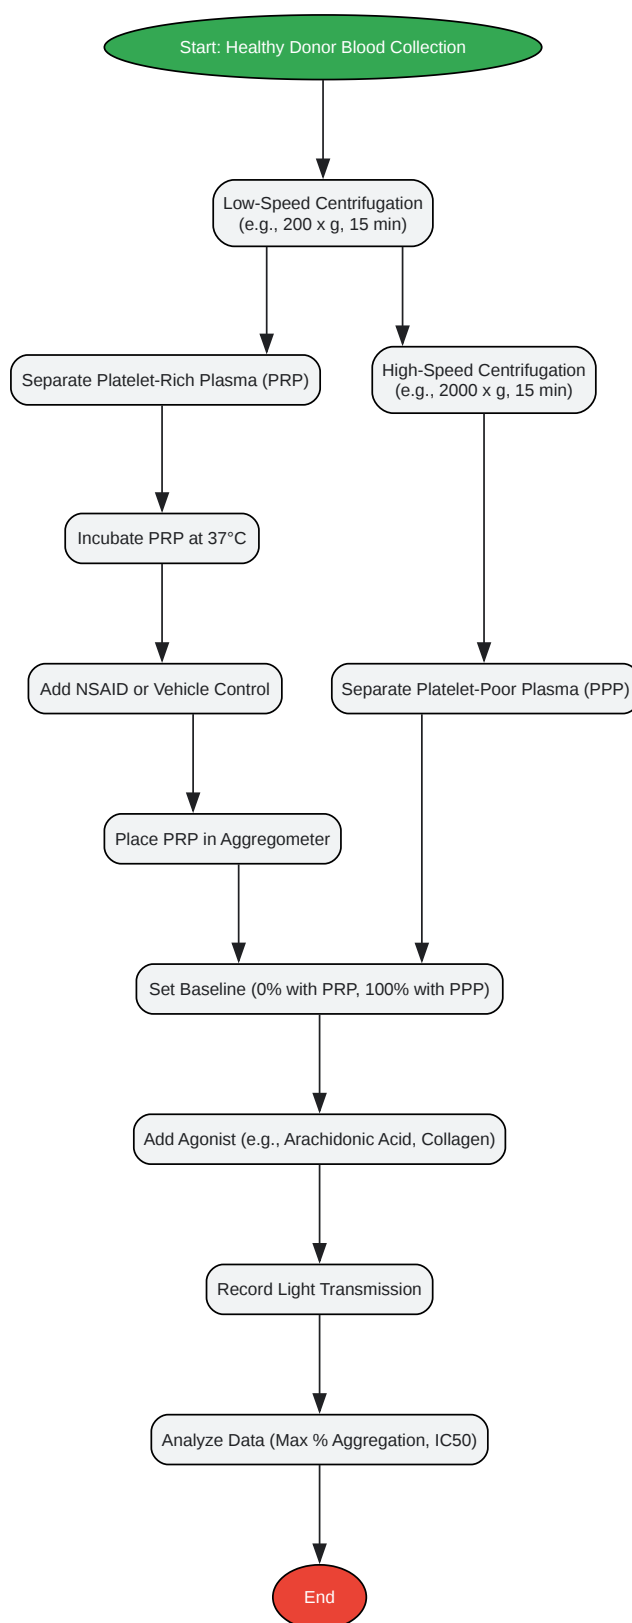 Start: Healthy Donor Blood Collection
Low-Speed Centrifugation
(e.g., 200 x g, 15 min)
Separate Platelet-Rich Plasma (PRP)
High-Speed Centrifugation
(e.g., 2000 x g, 15 min)
Incubate PRP at 37°C
Add NSAID or Vehicle Control
Separate Platelet-Poor Plasma (PPP)
Place PRP in Aggregometer
Set Baseline (0% with PRP, 100% with PPP)
Add Agonist (e.g., Arachidonic Acid, Collagen)
Record Light Transmission
Analyze Data (Max % Aggregation, IC50)
End